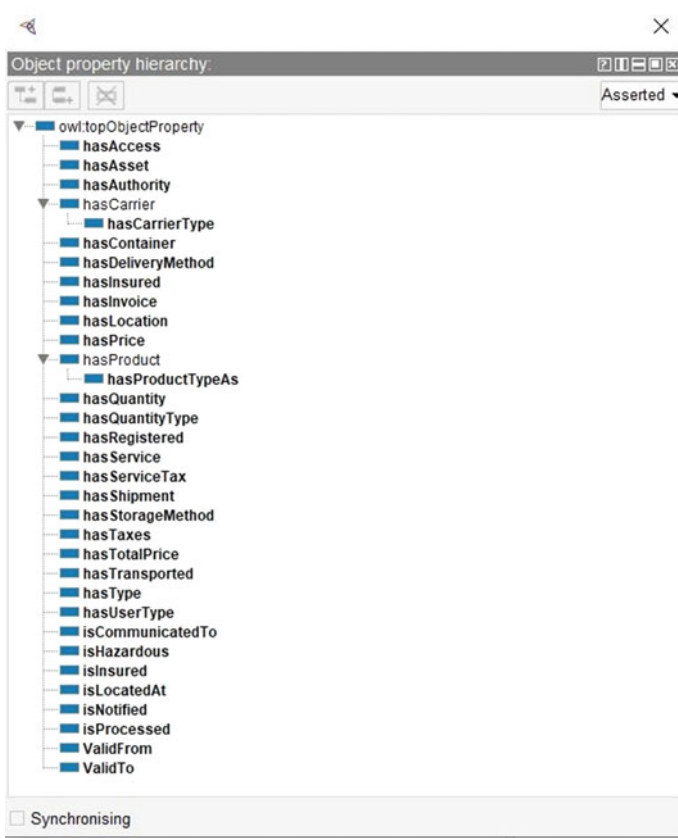 Object property hierarchy:
Asserted
owl:topObjectProperty
hasAccess
hasAsset
hasAuthority
hasCarrier
hasCarrierType
hasContainer
hasDeliveryMethod
hasInsured
hasInvoice
hasLocation
hasPrice
hasProduct
hasProductTypeAs
hasQuantity
hasQuantityType
hasRegistered
hasService
hasServiceTax
hasShipment
hasStorageMethod
hasTaxes
hasTotalPrice
hasTransported
hasType
hasUserType
isCommunicatedTo
isHazardous
isInsured
isLocatedAt
isNotified
isProcessed
ValidFrom
ValidTo
Synchronising